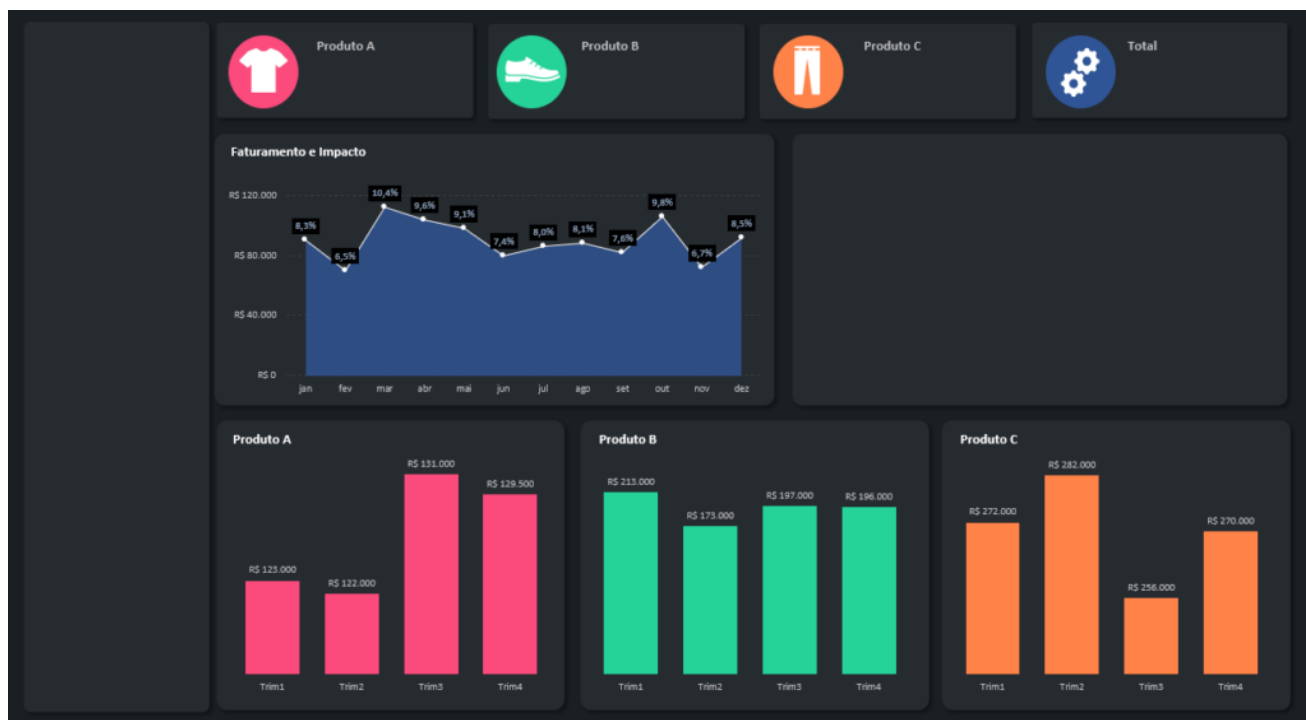 Produto A
Produto B
Produto C
Total
Faturamento e Impacto
R$ 120.000
R$ 80.000
R$ 40.000
R$ 0
8,3%
6,5%
10,4%
9,6%
9,1%
7,4%
8,0%
8,1%
7,6%
9,8%
6,7%
8,5%
jan fev mar abr mai jun jul ago set out nov dez
Produto A
R$ 123.000
R$ 122.000
R$ 131.000
R$ 129.500
Trim1 Trim2 Trim3 Trim4
Produto B
R$ 213.000
R$ 173.000
R$ 197.000
R$ 196.000
Trim1 Trim2 Trim3 Trim4
Produto C
R$ 272.000
R$ 282.000
R$ 256.000
R$ 270.000
Trim1 Trim2 Trim3 Trim4